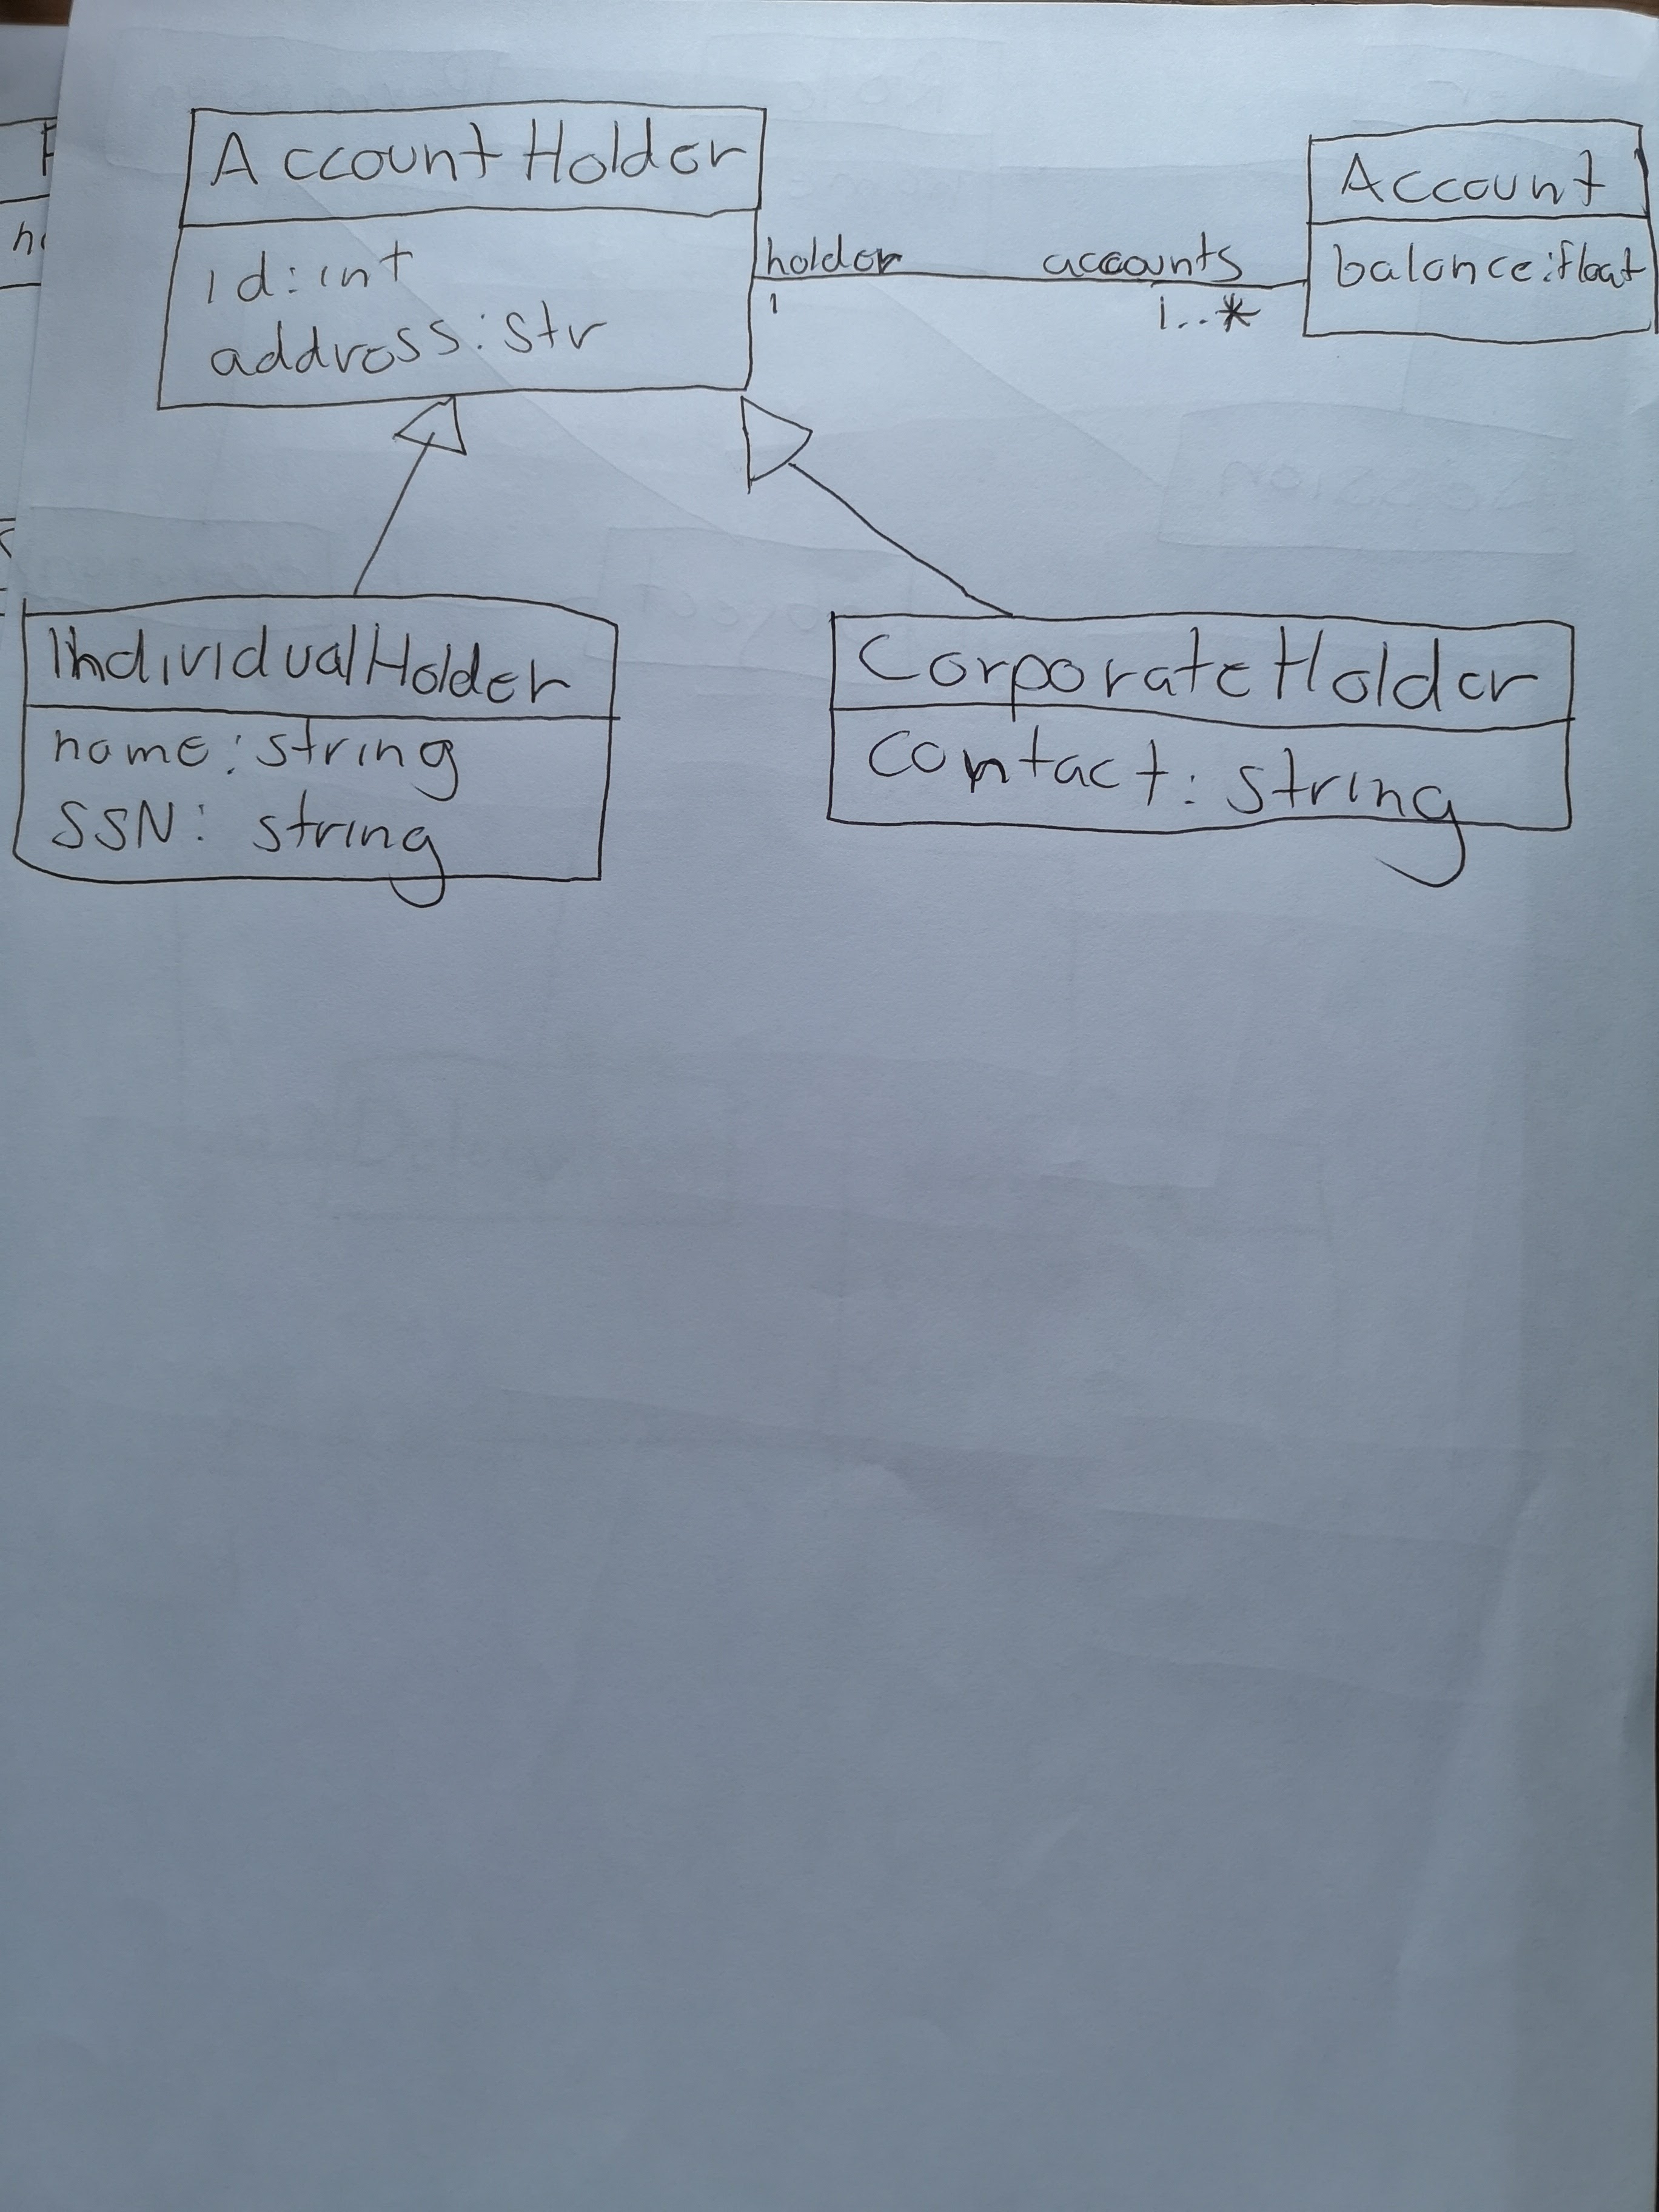 AccountHolder
id:int
address:str
holder
1
accounts
1..*
Account
balance:float
IndividualHolder
name:string
SSN: string
CorporateHolder
contact: string